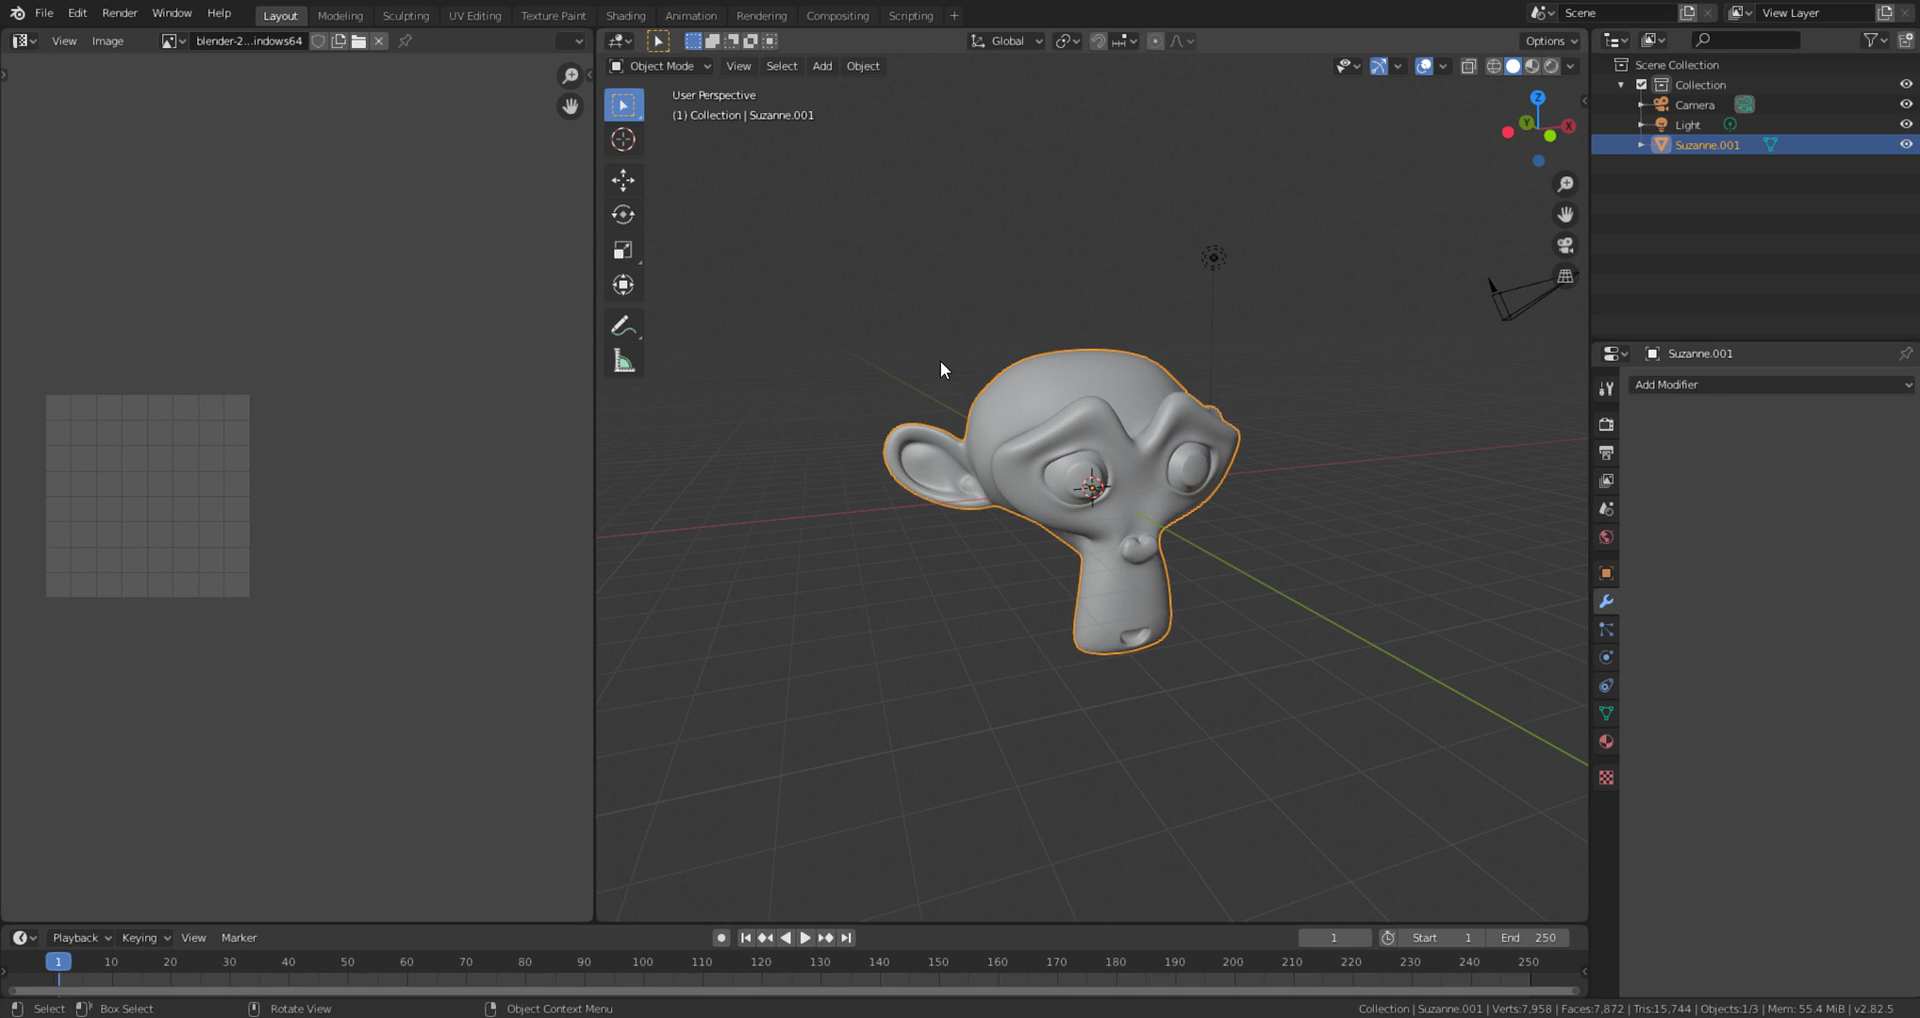 File Edit Render Window Help Layout Modeling Sculpting UV Editing Texture Paint Shading Animation Rendering Compositing Scripting + Scene View Layer
View Image blender-2...indows64 Global Options
Object Mode View Select Add Object
User Perspective
(1) Collection | Suzanne.001
Z
Y
X
Scene Collection
Collection
Camera
Light
Suzanne.001
Suzanne.001
Add Modifier
Playback Keying View Marker 1 Start 1 End 250
1 10 20 30 40 50 60 70 80 90 100 110 120 130 140 150 160 170 180 190 200 210 220 230 240 250
Select Box Select Rotate View Object Context Menu Collection | Suzanne.001 | Verts:7,958 | Faces:7,872 | Tris:15,744 | Objects:1/3 | Mem: 55.4 MiB | v2.82.5